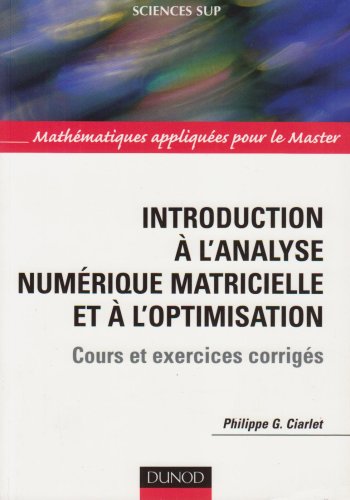 SCIENCES SUP
Mathématiques appliquées pour le Master
INTRODUCTION
À L'ANALYSE
NUMÉRIQUE MATRICIELLE
ET À L'OPTIMISATION
Cours et exercices corrigés
Philippe G. Ciarlet
DUNOD